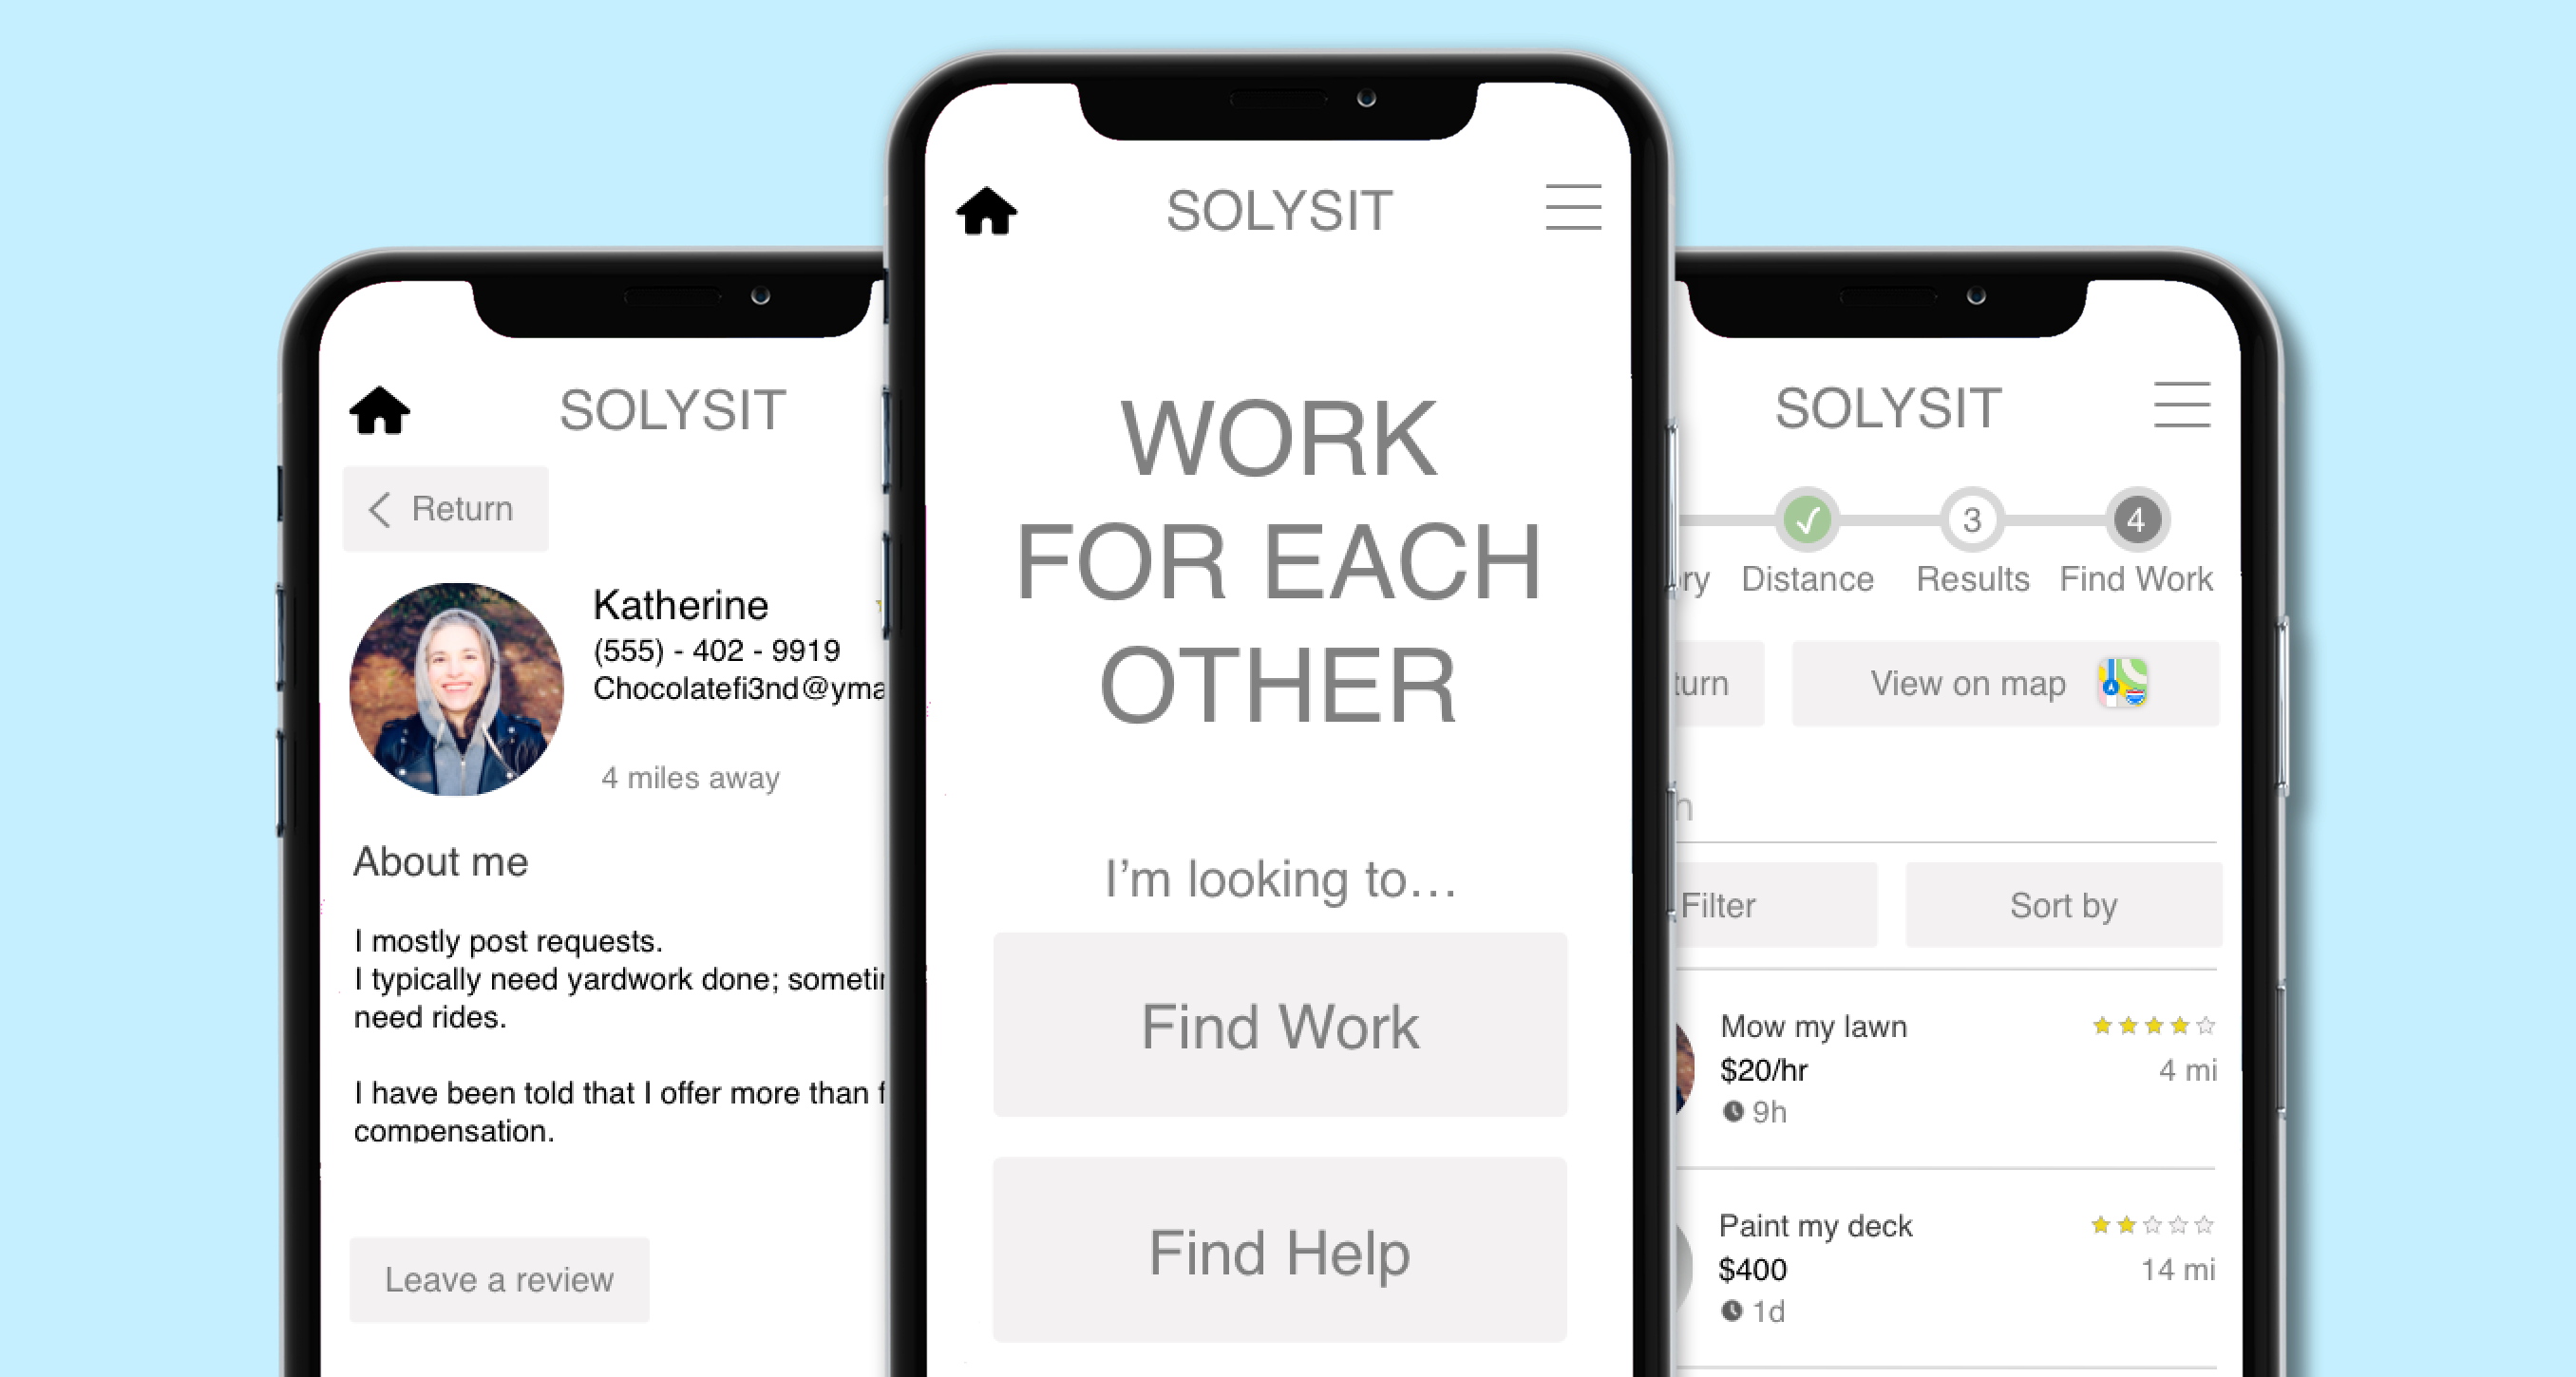 SOLYSIT
Return
Katherine
(555) - 402 - 9919
Chocolatefi3nd@yma
4 miles away
About me
I mostly post requests.
I typically need yardwork done; someti
need rides.
I have been told that I offer more than f
compensation.
Leave a review
SOLYSIT
WORK
FOR EACH
OTHER
I'm looking to...
Find Work
Find Help
SOLYSIT
3 4
ry Distance Results Find Work
turn View on map
n
Filter Sort by
Mow my lawn
$20/hr 4 mi
9h
Paint my deck
$400 14 mi
1d